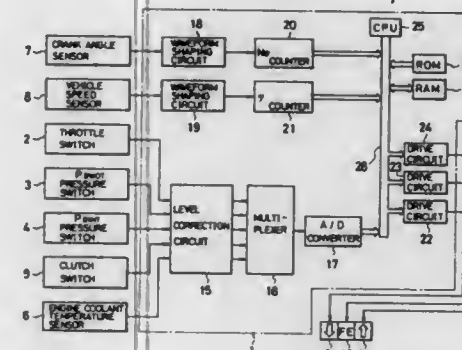 18
20
CPU
25
7
CRANK ANGLE
SENSOR
WAVEFORM
SHAPING
CIRCUIT
COUNTER
ROM
8
VEHICLE
SPEED
SENSOR
WAVEFORM
SHAPING
CIRCUIT
COUNTER
RAM
19
21
2
THROTTLE
SWITCH
24
DRIVE
CIRCUIT
26
23
3
PRESSURE
SWITCH
DRIVE
CIRCUIT
4
PRESSURE
SWITCH
LEVEL
CORRECTION
CIRCUIT
MULTI-
PLEXER
A/D
CONVERTER
DRIVE
CIRCUIT
22
17
9
CLUTCH
SWITCH
15
16
6
ENGINE COOLANT
TEMPERATURE
SENSOR
FE